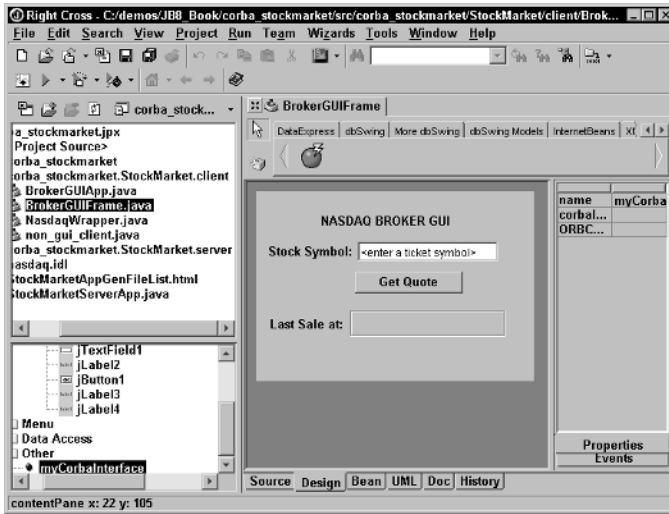 Right Cross - C:/demos/JB8_Book/corba_stockmarket/src/corba_stockmarket/StockMarket/client/Brok...
File Edit Search View Project Run Team Wizards Tools Window Help
corba_stock...
a_stockmarket.jpx
Project Source>
orba_stockmarket
orba_stockmarket.StockMarket.client
BrokerGUIApp.java
BrokerGUIFrame.java
NasdaqWrapper.java
non_gui_client.java
orba_stockmarket.StockMarket.server
asdaq.idl
StockMarketAppGenFileList.html
StockMarketServerApp.java
jTextField1
jLabel2
jButton1
jLabel3
jLabel4
Menu
Data Access
Other
myCorbaInterface
BrokerGUIFrame
DataExpress dbSwing More dbSwing dbSwing Models InternetBeans
NASDAQ BROKER GUI
Stock Symbol: <enter a ticket symbol>
Get Quote
Last Sale at:
name myCorba
corbaI...
ORBC...
Properties
Events
Source Design Bean UML Doc History
contentPane x: 22 y: 105